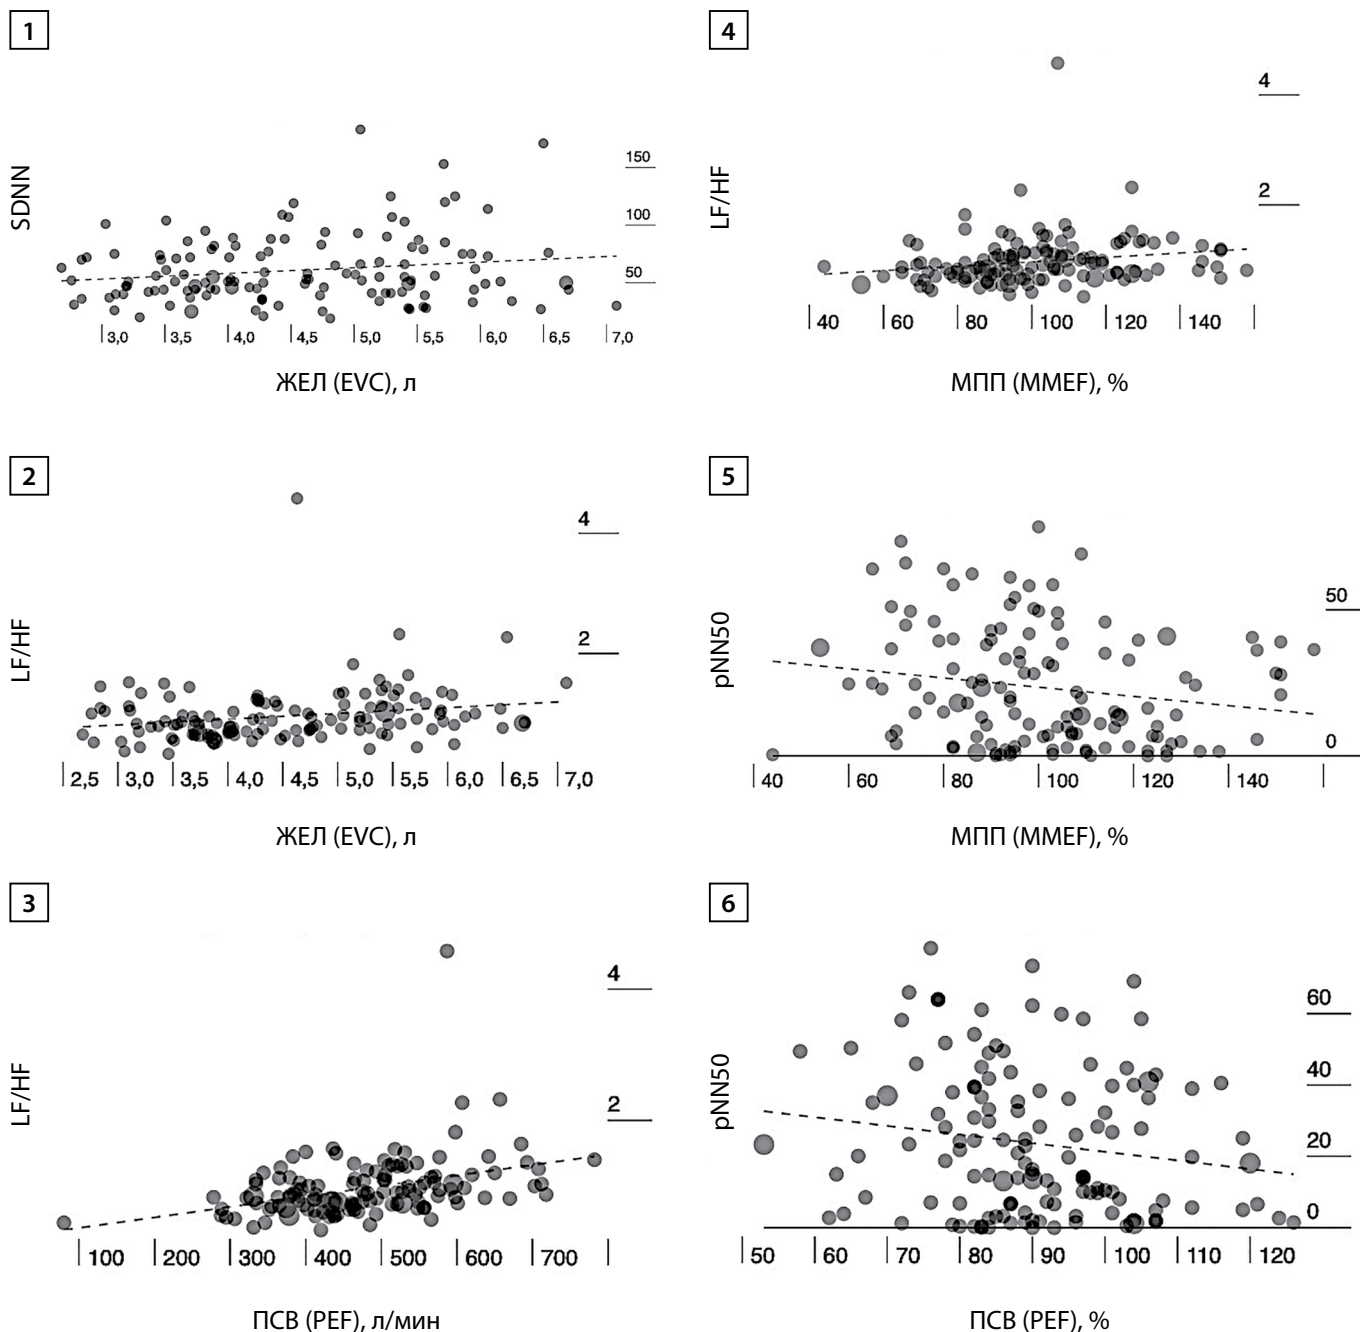 1
SDNN
150
100
50
3,0 3,5 4,0 4,5 5,0 5,5 6,0 6,5 7,0
ЖЕЛ (EVC), л
2
LF/HF
4
2
2,5 3,0 3,5 4,0 4,5 5,0 5,5 6,0 6,5 7,0
ЖЕЛ (EVC), л
3
LF/HF
4
2
100 200 300 400 500 600 700
ПСВ (PEF), л/мин
4
LF/HF
4
2
40 60 80 100 120 140
МПП (MMEF), %
5
pNN50
50
0
40 60 80 100 120 140
МПП (MMEF), %
6
pNN50
60
40
20
0
50 60 70 80 90 100 110 120
ПСВ (PEF), %